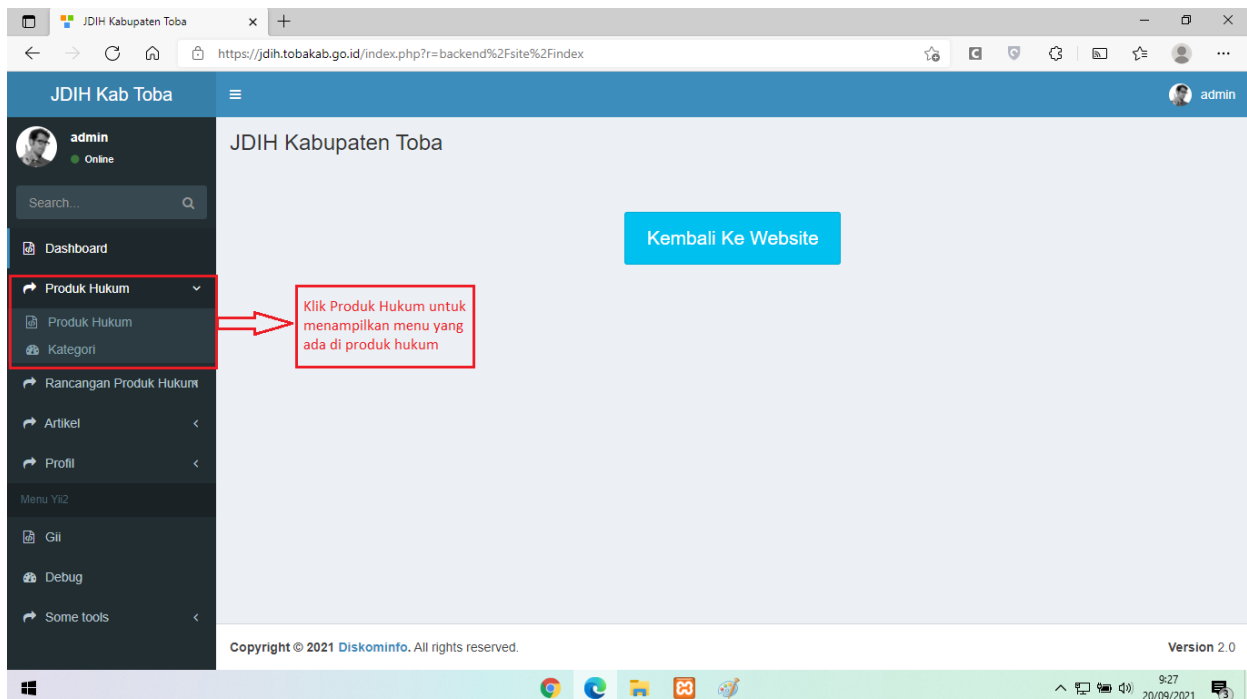 JDIH Kabupaten Toba
https://jdih.tobakab.go.id/index.php?r=backend%2Fsite%2Findex
JDIH Kab Toba
admin
admin
Online
JDIH Kabupaten Toba
Search...
Kembali Ke Website
Dashboard
Produk Hukum
Produk Hukum
Kategori
Klik Produk Hukum untuk
menampilkan menu yang
ada di produk hukum
Rancangan Produk Hukum
Artikel
Profil
Menu Yii2
Gii
Debug
Some tools
Copyright © 2021 Diskominfo. All rights reserved.
Version 2.0
9:27
20/09/2021
3